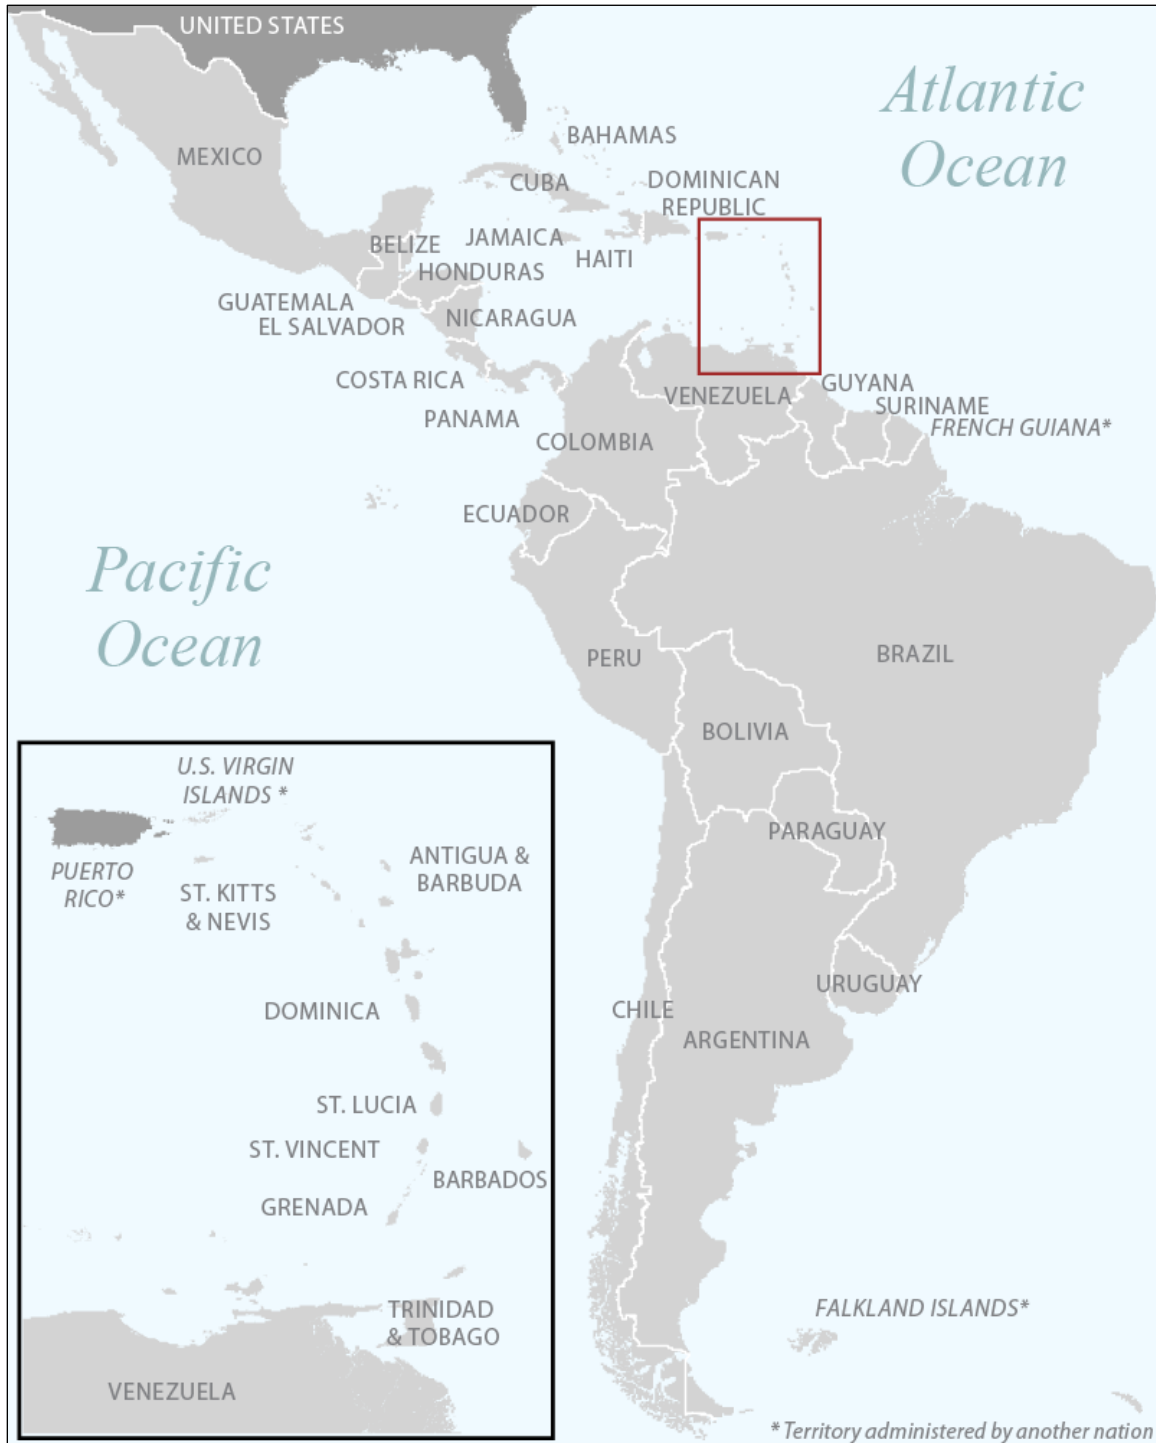 UNITED STATES
Atlantic
Ocean
BAHAMAS
MEXICO
CUBA
DOMINICAN
REPUBLIC
BELIZE
JAMAICA
HAITI
HONDURAS
GUATEMALA
EL SALVADOR
NICARAGUA
COSTA RICA
PANAMA
VENEZUELA
GUYANA
SURINAME
FRENCH GUIANA*
COLOMBIA
ECUADOR
Pacific
Ocean
PERU
BRAZIL
BOLIVIA
PARAGUAY
URUGUAY
CHILE
ARGENTINA
FALKLAND ISLANDS*
U.S. VIRGIN
ISLANDS *
PUERTO
RICO*
ST. KITTS
& NEVIS
ANTIGUA &
BARBUDA
DOMINICA
ST. LUCIA
ST. VINCENT
BARBADOS
GRENADA
TRINIDAD
& TOBAGO
VENEZUELA
* Territory administered by another nation